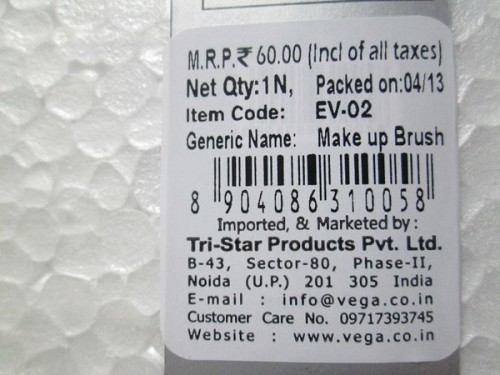 M.R.P.₹ 60.00 (Incl of all taxes)
Net Qty:1N, Packed on:04/13
Item Code: EV-02
Generic Name: Make up Brush
8 904086 310058
Imported, & Marketed by :
Tri-Star Products Pvt. Ltd.
B-43, Sector-80, Phase-II,
Noida (U.P.) 201 305 India
E-mail : info@vega.co.in
Customer Care No. 09717393745
Website : www.vega.co.in